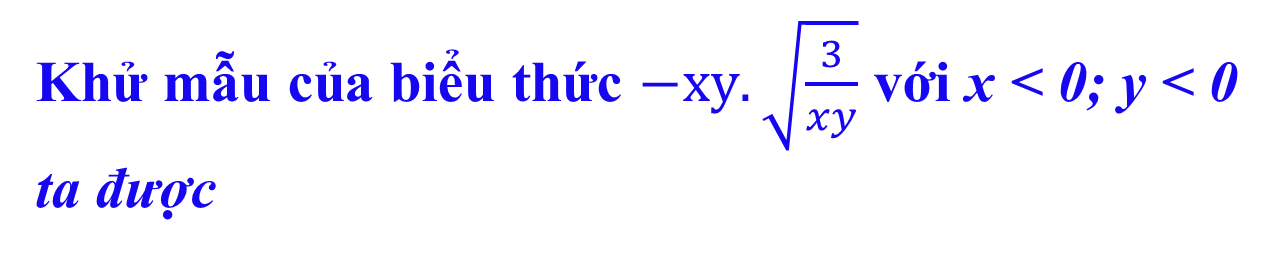 Khử mẫu của biểu thức −xy. √(3/xy) với x < 0; y < 0
ta được